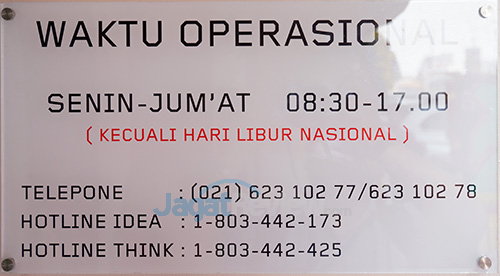 WAKTU OPERASIONAL
SENIN-JUM'AT 08:30-17.00
( KECUALI HARI LIBUR NASIONAL )
TELEPONE : (021) 623 102 77/623 102 78
Jagat
HOTLINE IDEA : 1-803-442-173
HOTLINE THINK : 1-803-442-425